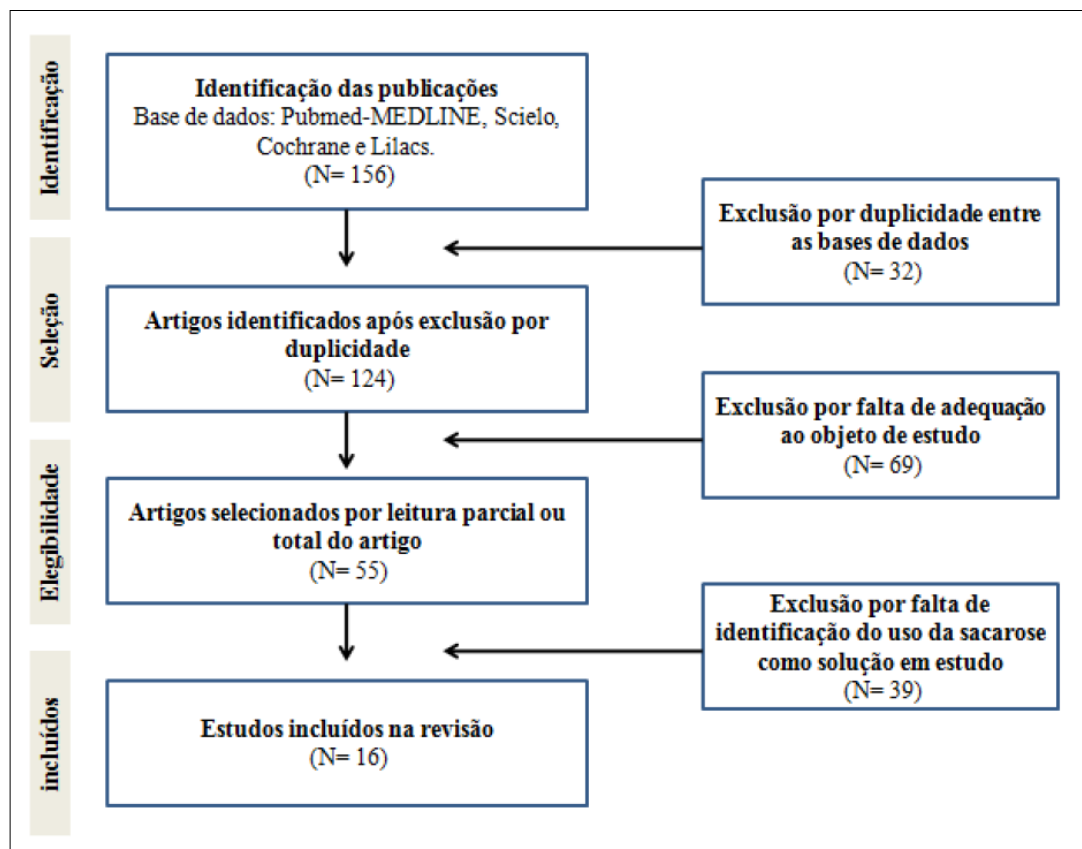 Identificação
Identificação das publicações
Base de dados: Pubmed-MEDLINE, Scielo,
Cochrane e Lilacs.
(N= 156)
Exclusão por duplicidade entre
as bases de dados
(N= 32)
Seleção
Artigos identificados após exclusão por
duplicidade
(N= 124)
Exclusão por falta de adequação
ao objeto de estudo
(N= 69)
Elegibilidade
Artigos selecionados por leitura parcial ou
total do artigo
(N= 55)
Exclusão por falta de
identificação do uso da sacarose
como solução em estudo
(N= 39)
incluídos
Estudos incluídos na revisão
(N= 16)